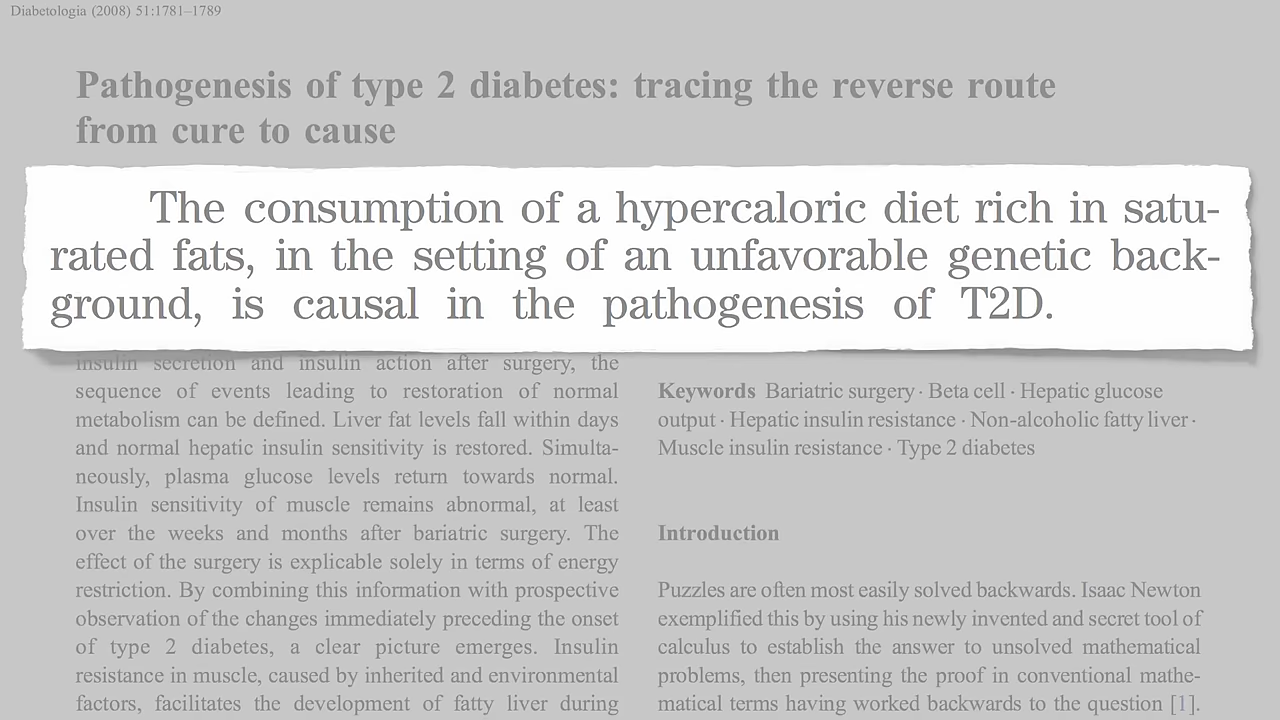 Diabetologia (2008) 51:1781–1789
Pathogenesis of type 2 diabetes: tracing the reverse route
from cure to cause
The consumption of a hypercaloric diet rich in satu-
rated fats, in the setting of an unfavorable genetic back-
ground, is causal in the pathogenesis of T2D.
insulin secretion and insulin action after surgery, the
sequence of events leading to restoration of normal
metabolism can be defined. Liver fat levels fall within days
and normal hepatic insulin sensitivity is restored. Simulta-
neously, plasma glucose levels return towards normal.
Insulin sensitivity of muscle remains abnormal, at least
over the weeks and months after bariatric surgery. The
effect of the surgery is explicable solely in terms of energy
restriction. By combining this information with prospective
observation of the changes immediately preceding the onset
of type 2 diabetes, a clear picture emerges. Insulin
resistance in muscle, caused by inherited and environmental
factors, facilitates the development of fatty liver during
Keywords Bariatric surgery · Beta cell · Hepatic glucose
output · Hepatic insulin resistance · Non-alcoholic fatty liver ·
Muscle insulin resistance · Type 2 diabetes
Introduction
Puzzles are often most easily solved backwards. Isaac Newton
exemplified this by using his newly invented and secret tool of
calculus to establish the answer to unsolved mathematical
problems, then presenting the proof in conventional mathe-
matical terms having worked backwards to the question [1].